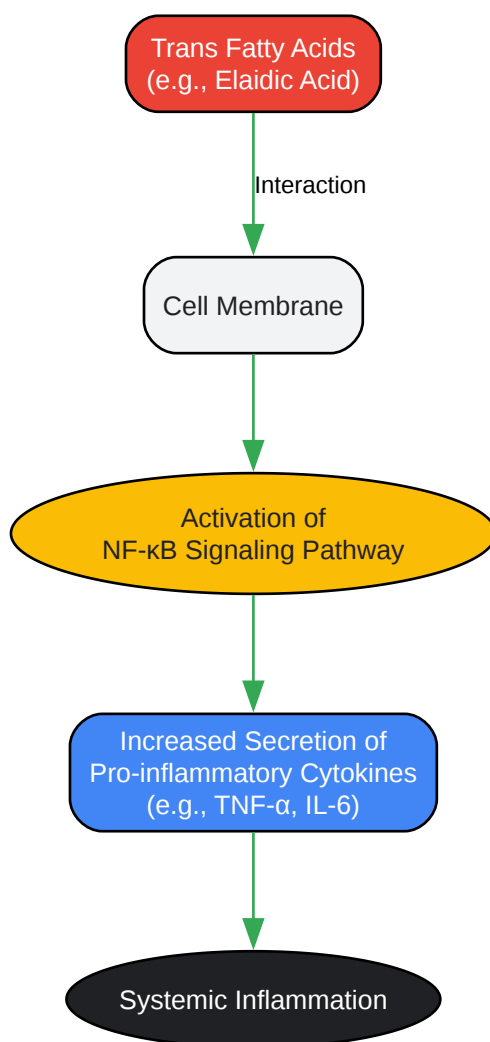 Trans Fatty Acids
(e.g., Elaidic Acid)
Interaction
Cell Membrane
Activation of
NF-κB Signaling Pathway
Increased Secretion of
Pro-inflammatory Cytokines
(e.g., TNF-α, IL-6)
Systemic Inflammation